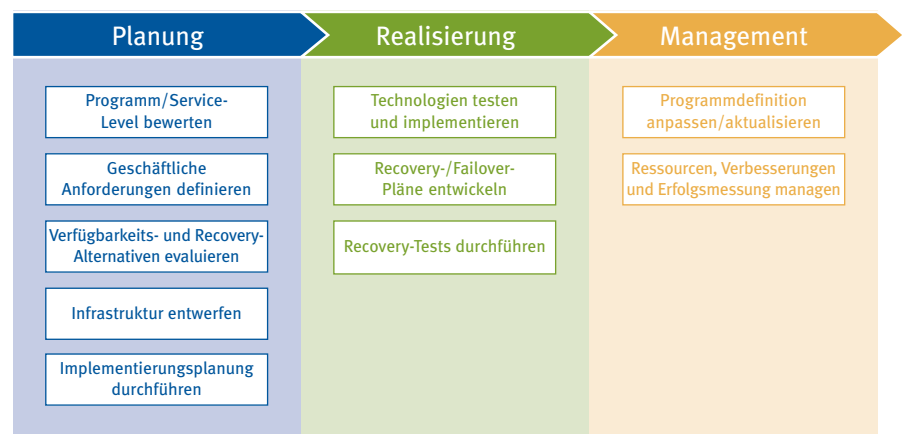 Planung
Realisierung
Management
Programm/Service-
Level bewerten
Geschäftliche
Anforderungen definieren
Verfügbarkeits- und Recovery-
Alternativen evaluieren
Infrastruktur entwerfen
Implementierungsplanung
durchführen
Technologien testen
und implementieren
Recovery-/Failover-
Pläne entwickeln
Recovery-Tests durchführen
Programmdefinition
anpassen/aktualisieren
Ressourcen, Verbesserungen
und Erfolgsmessung managen